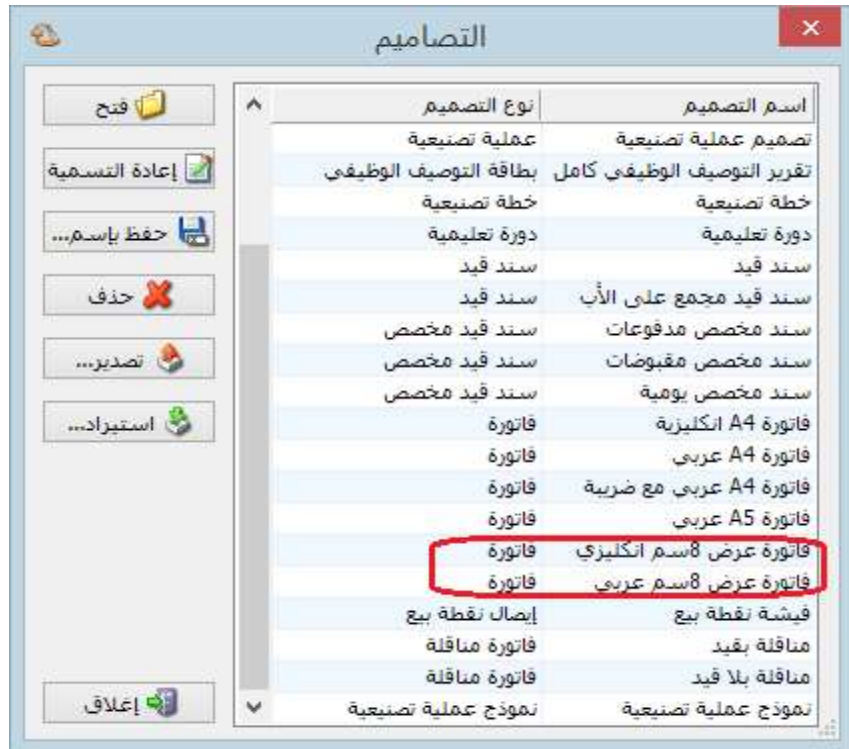 التصاميم
اسم التصميم نوع التصميم
تصميم عملية تصنيعية عملية تصنيعية
تقرير التوصيف الوظيفي كامل بطاقة التوصيف الوظيفي
خطة تصنيعية خطة تصنيعية
دورة تعليمية دورة تعليمية
سند قيد سند قيد
سند قيد مجمع على الأب سند قيد
سند مخصص مدفوعات سند قيد مخصص
سند مخصص مقبوضات سند قيد مخصص
سند مخصص يومية سند قيد مخصص
فاتورة A4 انكليزية فاتورة
فاتورة A4 عربي فاتورة
فاتورة A4 عربي مع ضريبة فاتورة
فاتورة A5 عربي فاتورة
فاتورة عرض 8سم انكليزي فاتورة
فاتورة عرض 8سم عربي فاتورة
فيشة نقطة بيع إيصال نقطة بيع
مناقلة بقيد فاتورة مناقلة
مناقلة بلا قيد فاتورة مناقلة
نموذج عملية تصنيعية نموذج عملية تصنيعية
فتح
إعادة التسمية
حفظ بإسم...
حذف
تصدير...
استيراد...
إغلاق